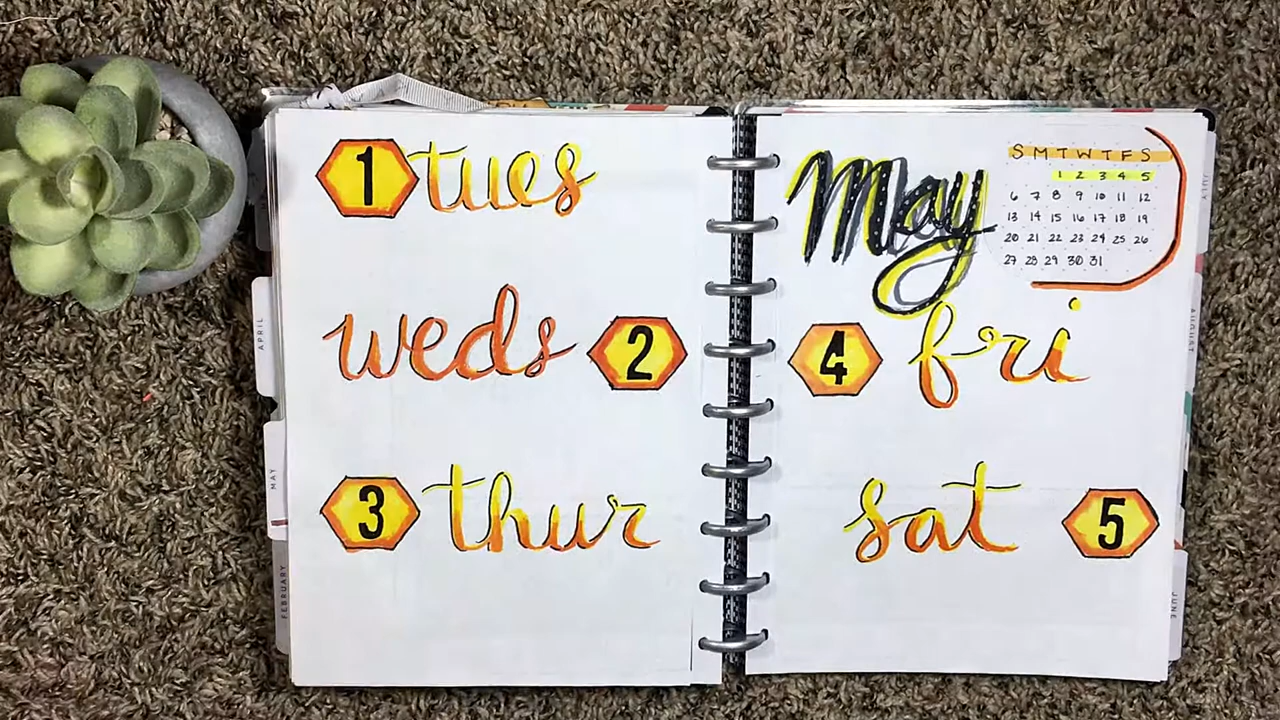 1 tues
weds 2
3 thur
May
S M T W T F S
1 2 3 4 5
6 7 8 9 10 11 12
13 14 15 16 17 18 19
20 21 22 23 24 25 26
27 28 29 30 31
4 fri
sat 5
APRIL
MAY
FEBRUARY
JULY
AUGUST
JUNE